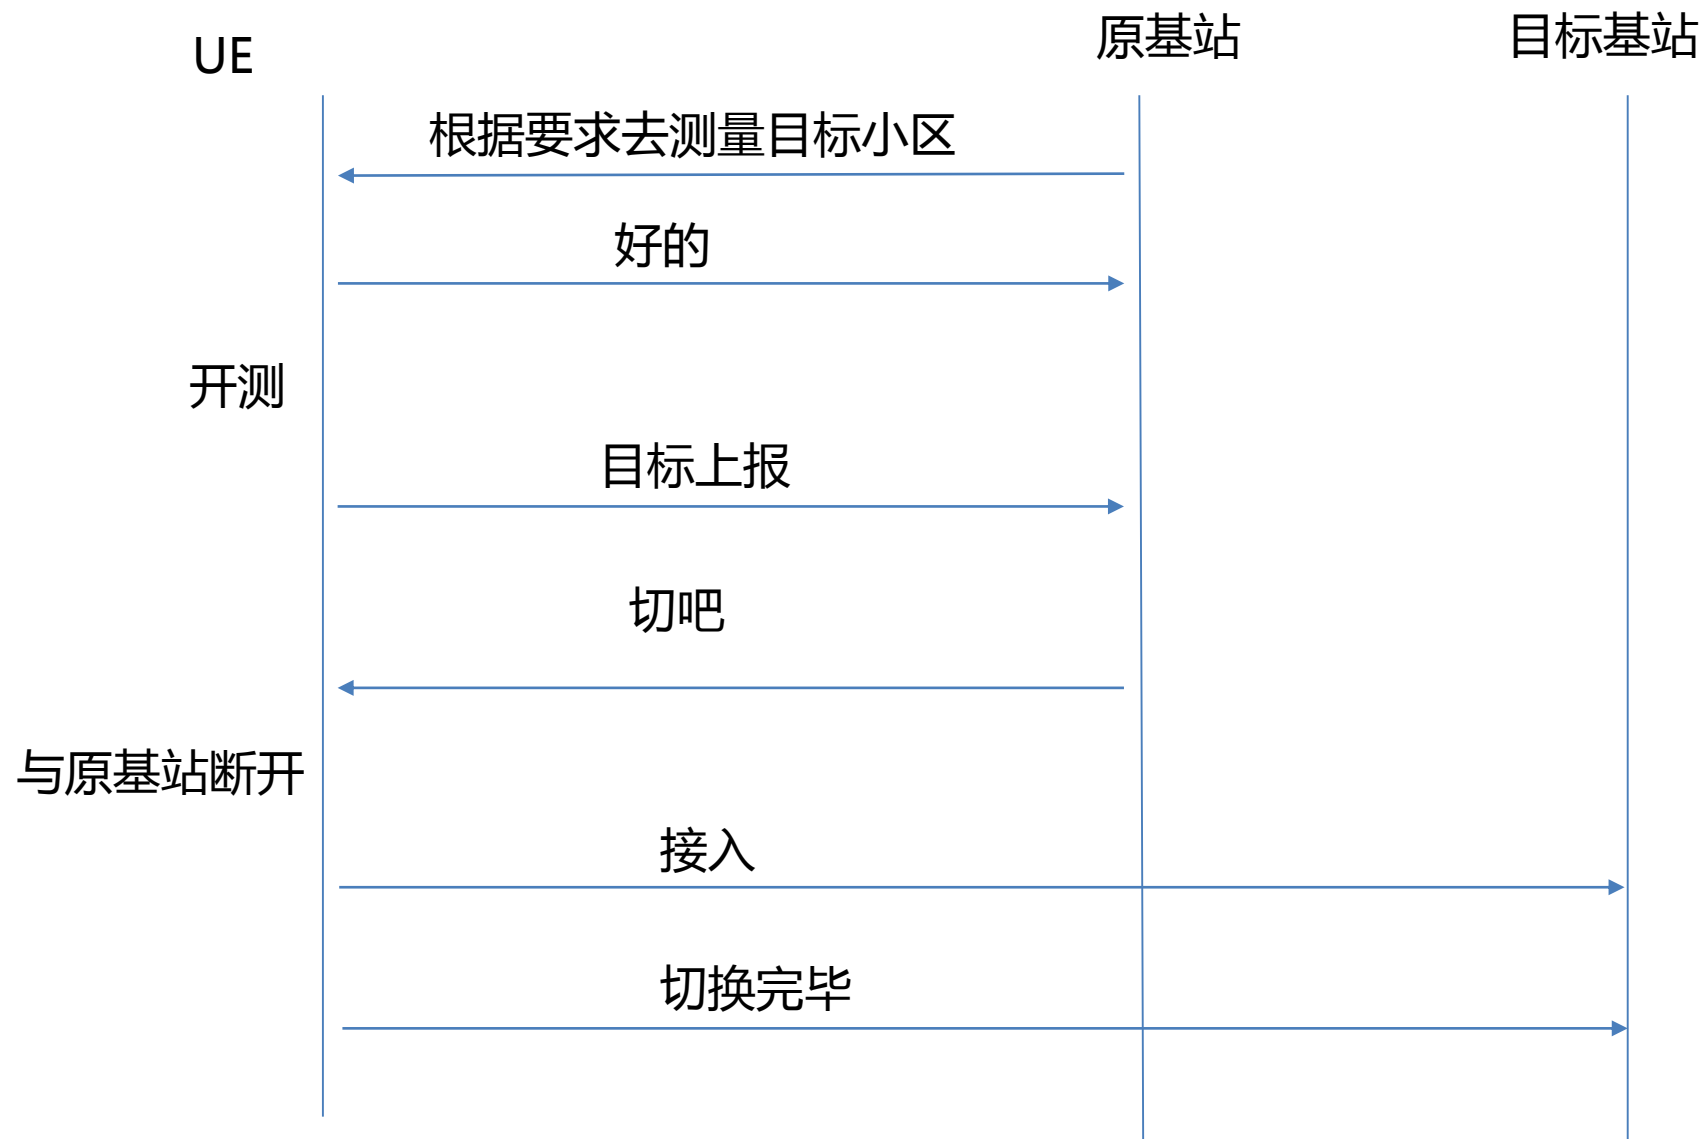 UE
原基站
目标基站
根据要求去测量目标小区
好的
开测
目标上报
切吧
与原基站断开
接入
切换完毕